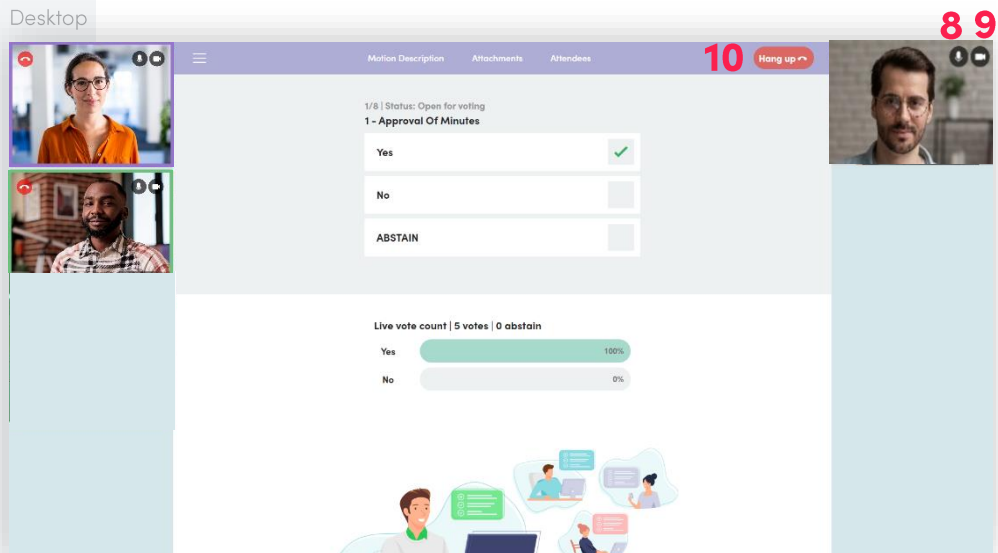 Desktop
8 9
Motion Description Attachments Attendees 10 Hang up
1/8 | Status: Open for voting
1 - Approval Of Minutes
Yes
No
ABSTAIN
Live vote count | 5 votes | 0 abstain
Yes 100%
No 0%